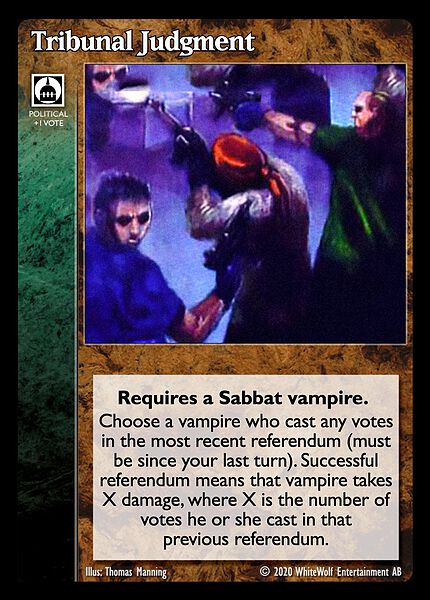 Tribunal Judgment
POLITICAL
+1 VOTE
Requires a Sabbat vampire.
Choose a vampire who cast any votes
in the most recent referendum (must
be since your last turn). Successful
referendum means that vampire takes
X damage, where X is the number of
votes he or she cast in that
previous referendum.
Illus: Thomas Manning
© 2020 WhiteWolf Entertainment AB